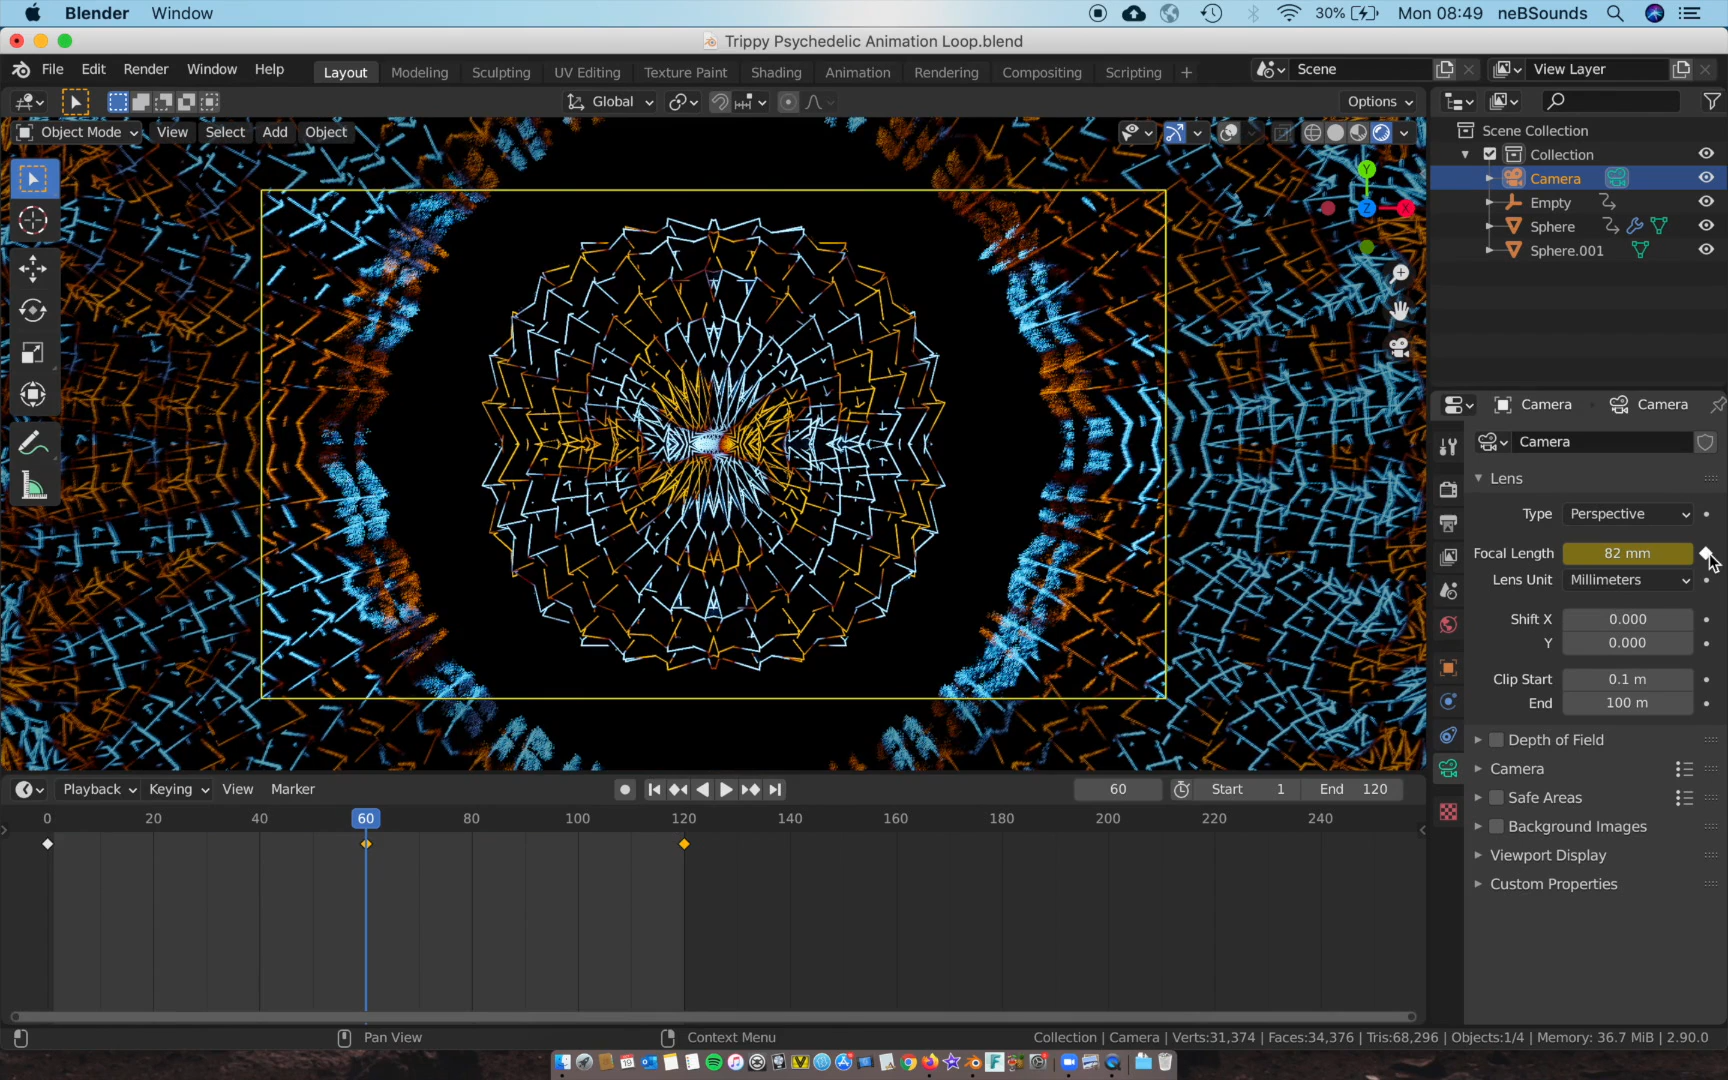 Blender Window 30% Mon 08:49 neBSounds
Trippy Psychedelic Animation Loop.blend
File Edit Render Window Help Layout Modeling Sculpting UV Editing Texture Paint Shading Animation Rendering Compositing Scripting + Scene View Layer
Global Options
Object Mode View Select Add Object
Scene Collection
Collection
Camera
Empty
Sphere
Sphere.001
Y
X
Z
Camera Camera
Camera
Lens
Type Perspective
Focal Length 82 mm
Lens Unit Millimeters
Shift X 0.000
Y 0.000
Clip Start 0.1 m
End 100 m
Depth of Field
Camera
Safe Areas
Background Images
Viewport Display
Custom Properties
Playback Keying View Marker 60 Start 1 End 120
0 20 40 60 80 100 120 140 160 180 200 220 240
Pan View Context Menu Collection | Camera | Verts:31,374 | Faces:34,376 | Tris:68,296 | Objects:1/4 | Memory: 36.7 MiB | 2.90.0